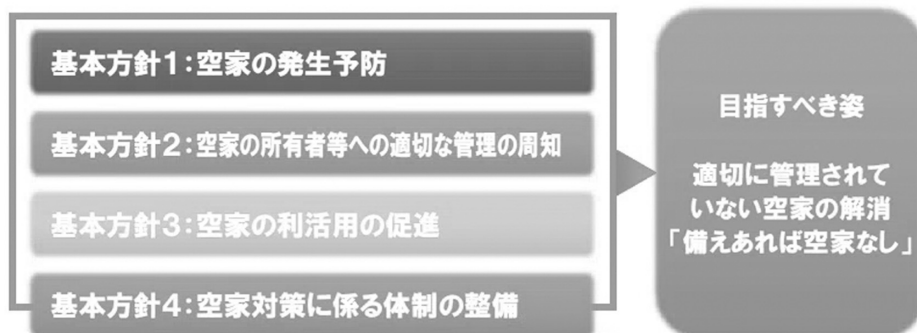 基本方針1：空家の発生予防
基本方針2：空家の所有者等への適切な管理の周知
基本方針3：空家の利活用の促進
基本方針4：空家対策に係る体制の整備
目指すべき姿
適切に管理されて
いない空家の解消
「備えあれば空家なし」